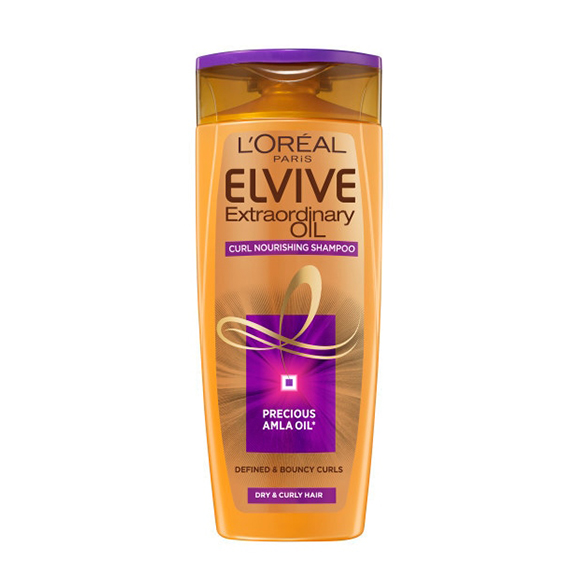 L'ORÉAL
PARIS
ELVIVE
Extraordinary
OIL
CURL NOURISHING SHAMPOO
PRECIOUS
AMLA OIL*
DEFINED & BOUNCY CURLS
DRY & CURLY HAIR